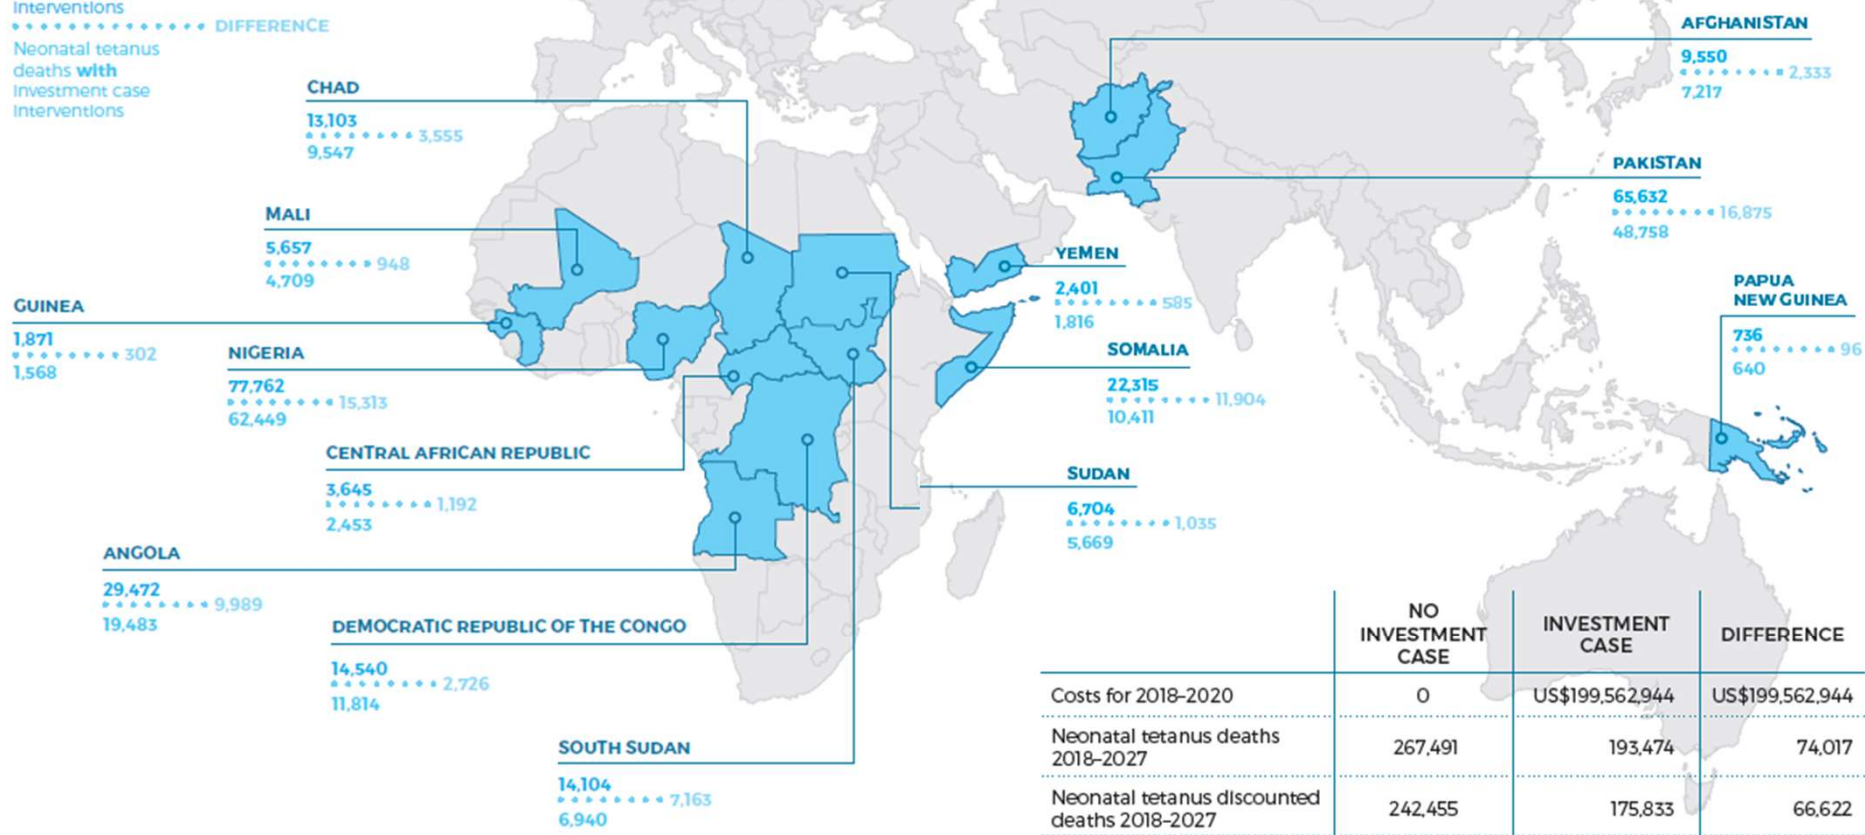 Interventions
DIFFERENCE
Neonatal tetanus
deaths with
Investment case
Interventions
CHAD
13,103
3,555
9,547
MALI
5,657
948
4,709
GUINEA
1,871
302
1,568
NIGERIA
77,762
15,313
62,449
CENTRAL AFRICAN REPUBLIC
3,645
1,192
2,453
ANGOLA
29,472
9,989
19,483
DEMOCRATIC REPUBLIC OF THE CONGO
14,540
2,726
11,814
SOUTH SUDAN
14,104
7,163
6,940
AFGHANISTAN
9,550
2,333
7,217
PAKISTAN
65,632
16,875
48,758
YEMEN
2,401
585
1,816
PAPUA
NEW GUINEA
736
96
640
SOMALIA
22,315
11,904
10,411
SUDAN
6,704
1,035
5,669
NO
INVESTMENT
CASE
INVESTMENT
CASE
DIFFERENCE
Costs for 2018–2020 0 US$199,562,944 US$199,562,944
Neonatal tetanus deaths
2018–2027 267,491 193,474 74,017
Neonatal tetanus discounted
deaths 2018–2027 242,455 175,833 66,622